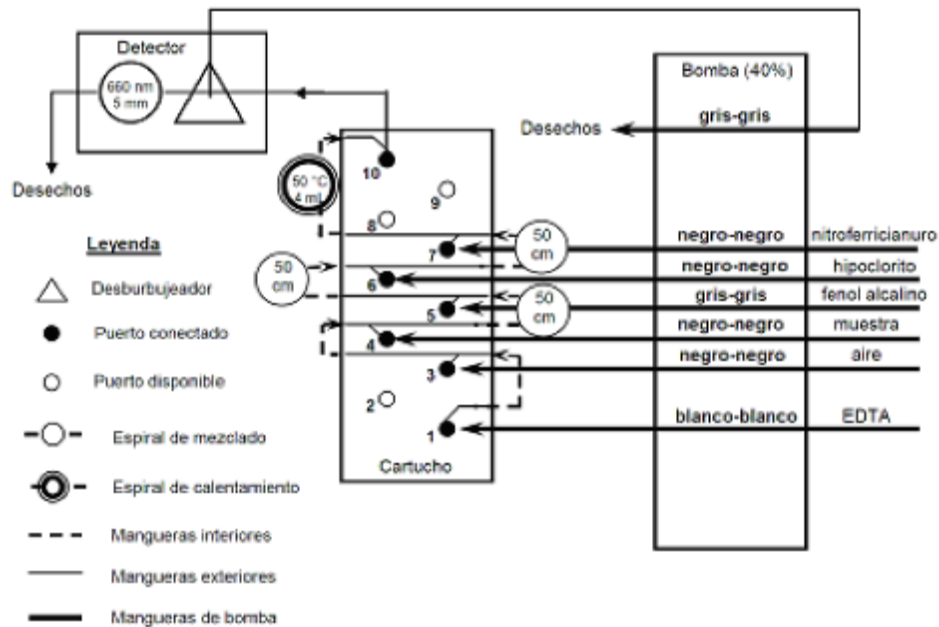 Detector
660 nm
5 mm
Desechos
Bomba (40%)
gris-gris
Desechos
10
9
50 °C
4 mL
8
7
50
cm
negro-negro nitroferricianuro
50
cm
6
negro-negro hipoclorito
5
50
cm
gris-gris fenol alcalino
4
negro-negro muestra
3
negro-negro aire
2
1
blanco-blanco EDTA
Cartucho
Leyenda
Desburbujeador
Puerto conectado
Puerto disponible
Espiral de mezclado
Espiral de calentamiento
Mangueras interiores
Mangueras exteriores
Mangueras de bomba